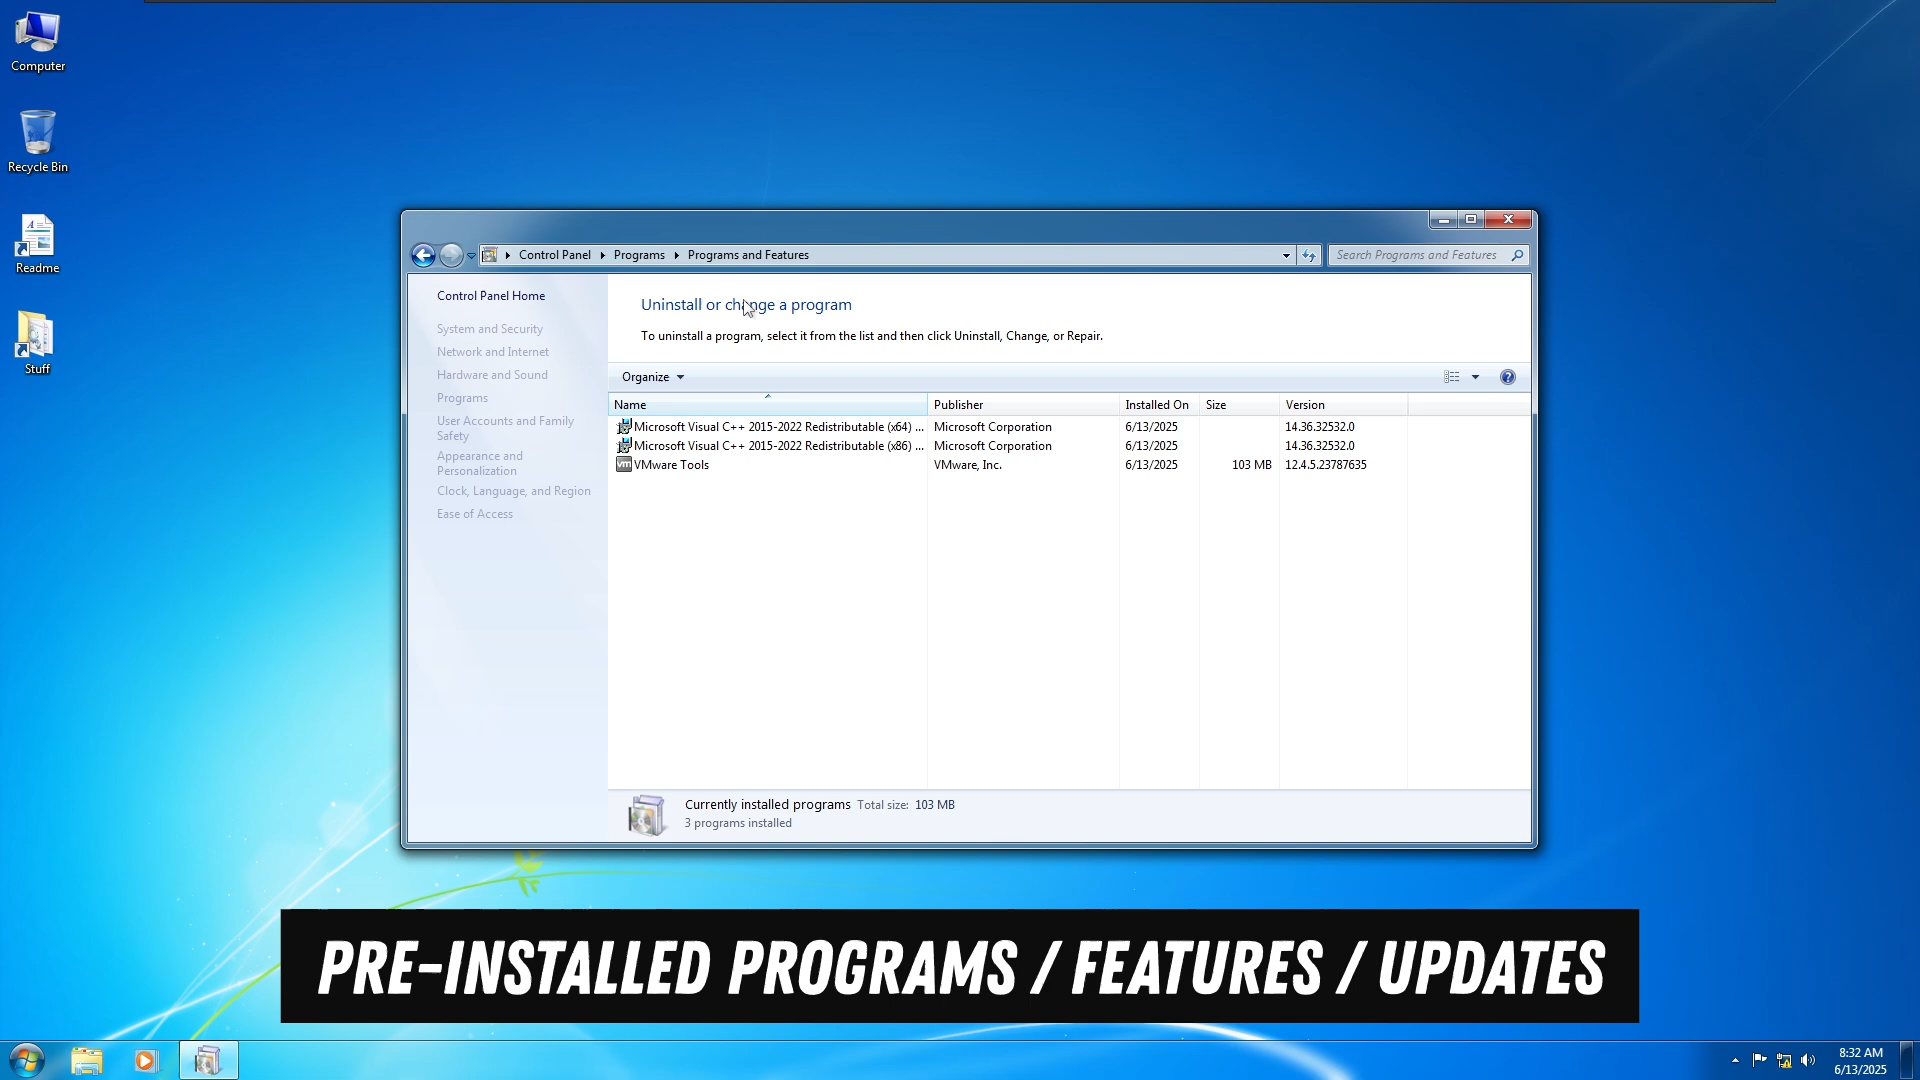 Computer
Recycle Bin
Readme
Stuff
Control Panel Programs Programs and Features
Search Programs and Features
Control Panel Home
System and Security
Network and Internet
Hardware and Sound
Programs
User Accounts and Family
Safety
Appearance and
Personalization
Clock, Language, and Region
Ease of Access
Uninstall or change a program
To uninstall a program, select it from the list and then click Uninstall, Change, or Repair.
Organize
Name Publisher Installed On Size Version
Microsoft Visual C++ 2015-2022 Redistributable (x64) ... Microsoft Corporation 6/13/2025 14.36.32532.0
Microsoft Visual C++ 2015-2022 Redistributable (x86) ... Microsoft Corporation 6/13/2025 14.36.32532.0
vm VMware Tools VMware, Inc. 6/13/2025 103 MB 12.4.5.23787635
Currently installed programs Total size: 103 MB
3 programs installed
PRE-INSTALLED PROGRAMS / FEATURES / UPDATES
8:32 AM
6/13/2025